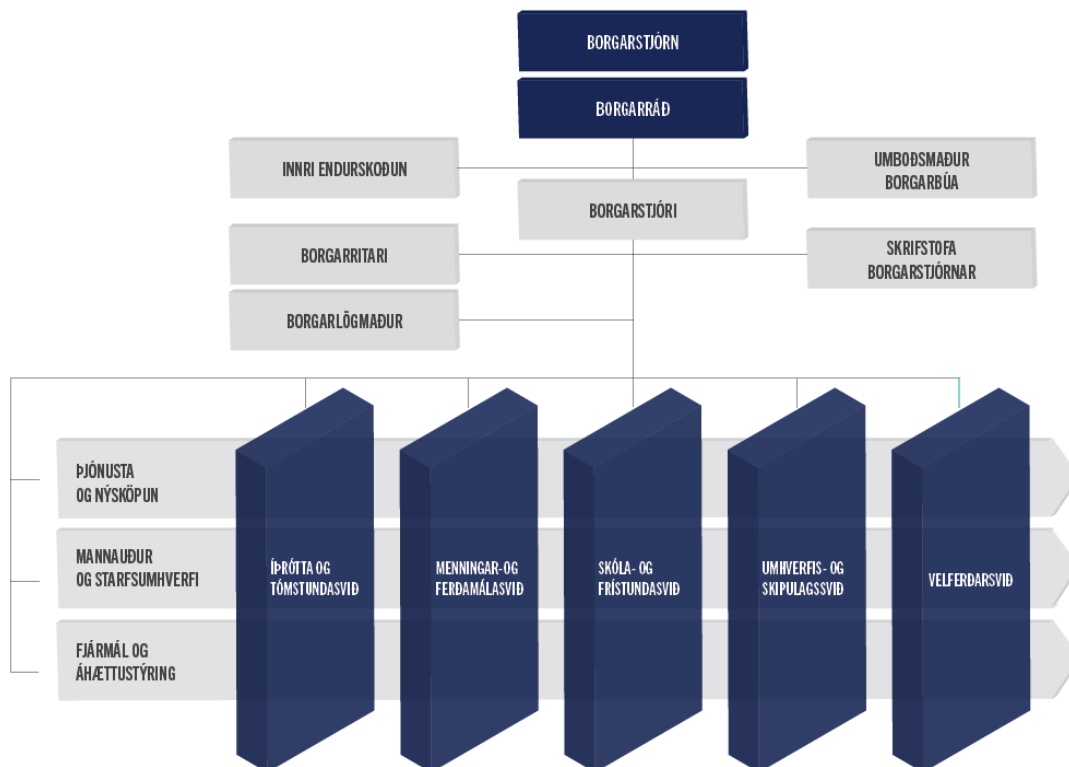 BORGARSTJÓRN
BORGARRÁÐ
INNRI ENDURSKOÐUN
UMBOÐSMAÐUR
BORGARBÚA
BORGARSTJÓRI
BORGARRITARI
SKRIFSTOFA
BORGARSTJÓRNAR
BORGARLÖGMAÐUR
ÞJÓNUSTA
OG NÝSKÖPUN
MANNAUÐUR
OG STARFSUMHVERFI
FJÁRMÁL OG
ÁHÆTTUSTÝRING
ÍÞRÓTTA OG
TÓMSTUNDASVIÐ
MENNINGAR- OG
FERÐAMÁLASVIÐ
SKÓLA- OG
FRÍSTUNDASVIÐ
UMHVERFIS- OG
SKIPULAGSSVIÐ
VELFERÐARSVIÐ